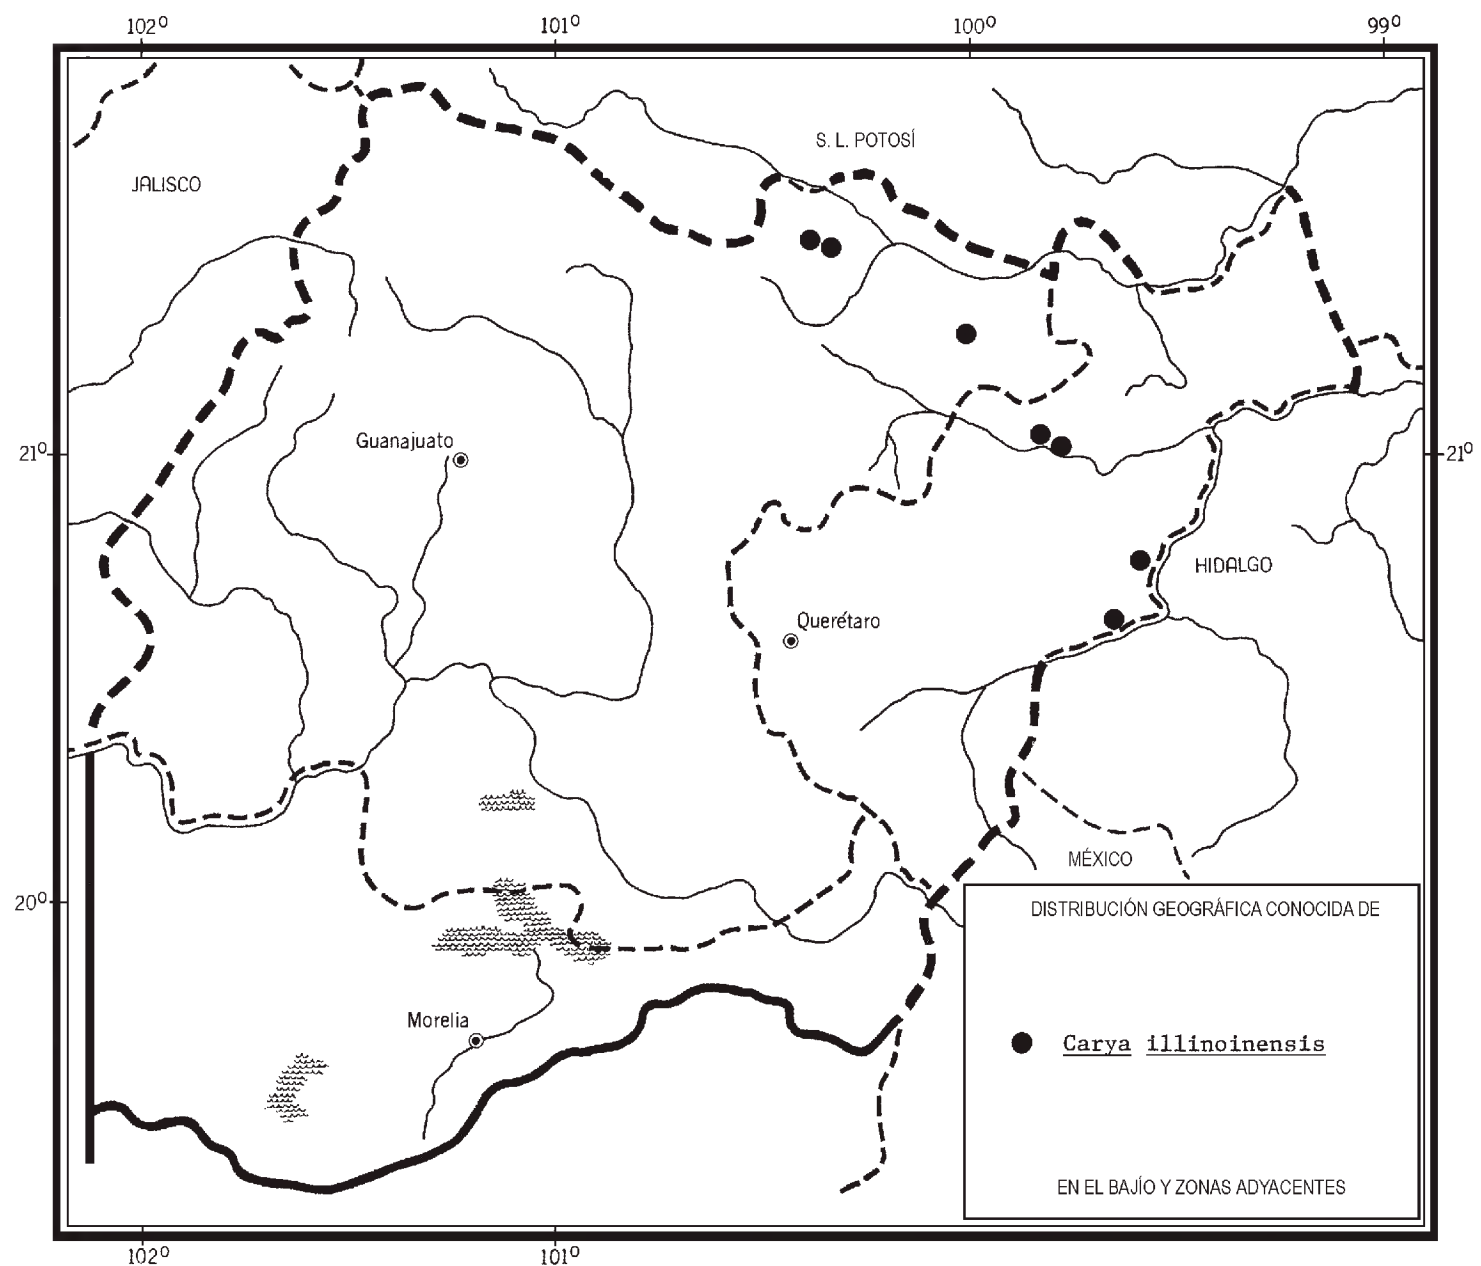 102° 101° 100° 99°
S. L. POTOSÍ
JALISCO
Guanajuato
21° 21°
HIDALGO
Querétaro
MÉXICO
20°
DISTRIBUCIÓN GEOGRÁFICA CONOCIDA DE
Morelia
Carya illinoinensis
EN EL BAJÍO Y ZONAS ADYACENTES
102° 101°